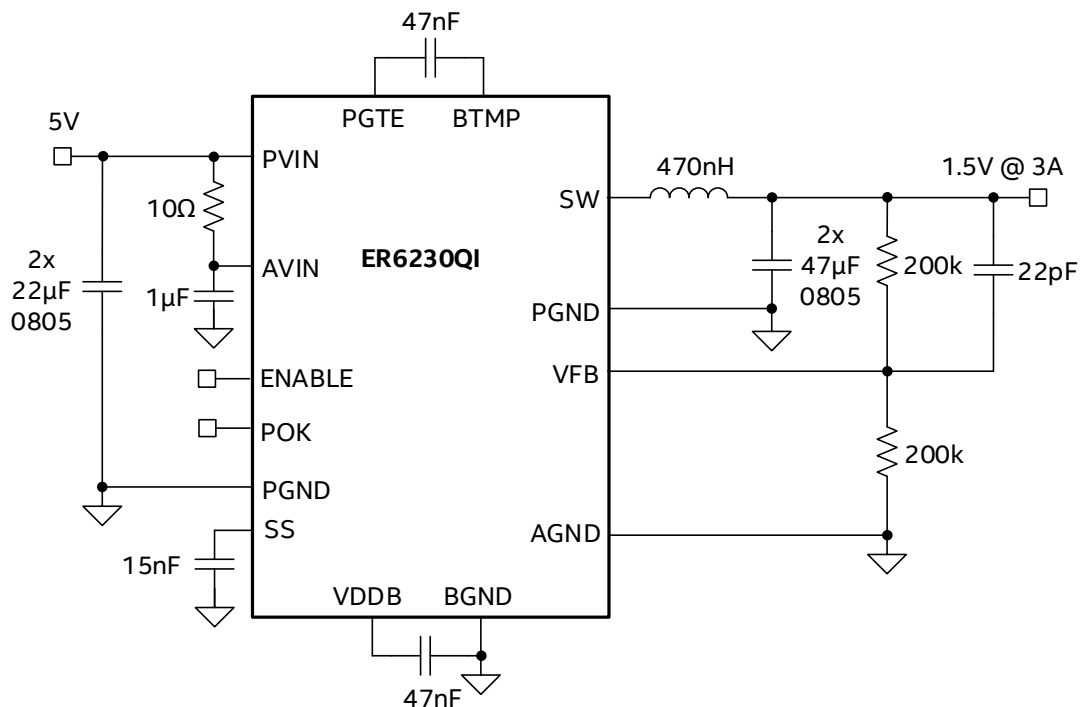 47nF
PGTE
BTMP
5V
PVIN
470nH
1.5V @ 3A
SW
10Ω
2x
22µF
0805
AVIN
ER6230QI
1µF
2x
47µF
0805
200k
22pF
PGND
VFB
ENABLE
POK
200k
PGND
SS
AGND
15nF
VDDB
BGND
47nF